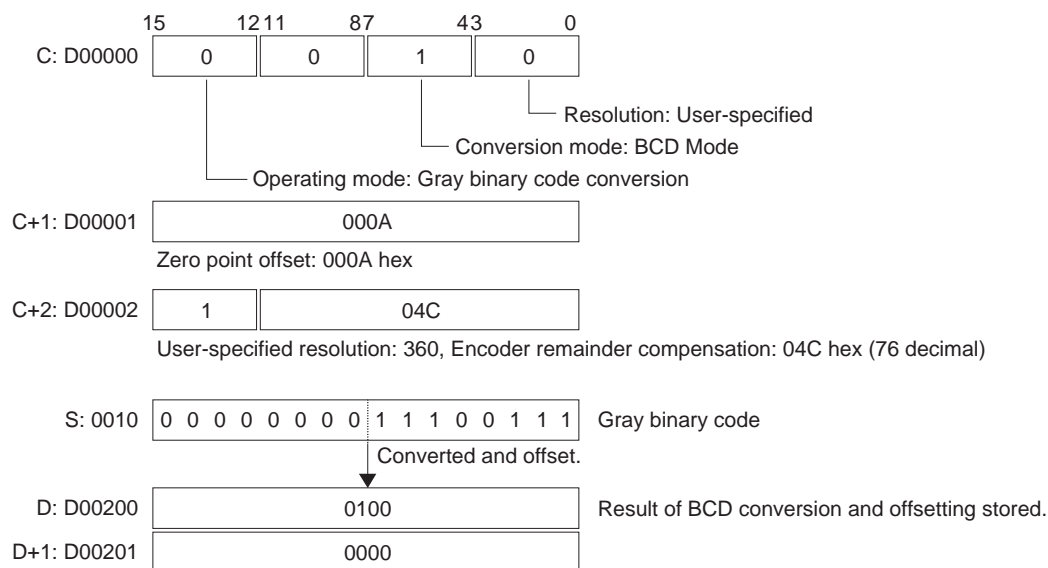 15 12 11 8 7 4 3 0
C: D00000 0 0 1 0
Resolution: User-specified
Conversion mode: BCD Mode
Operating mode: Gray binary code conversion
C+1: D00001 000A
Zero point offset: 000A hex
C+2: D00002 1 04C
User-specified resolution: 360, Encoder remainder compensation: 04C hex (76 decimal)
S: 0010 0 0 0 0 0 0 0 0 1 1 1 0 0 1 1 1 Gray binary code
Converted and offset.
D: D00200 0100 Result of BCD conversion and offsetting stored.
D+1: D00201 0000